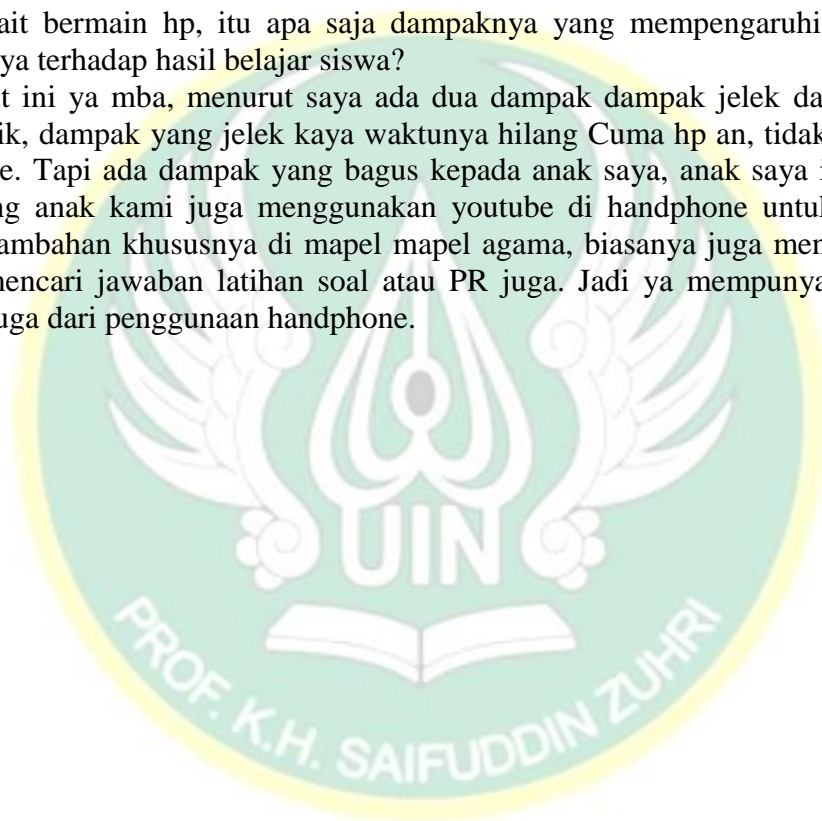 ait bermain hp, itu apa saja dampaknya yang mempengaruhi
ya terhadap hasil belajar siswa?
t ini ya mba, menurut saya ada dua dampak dampak jelek da
ik, dampak yang jelek kaya waktunya hilang Cuma hp an, tidak
e. Tapi ada dampak yang bagus kepada anak saya, anak saya i
ng anak kami juga menggunakan youtube di handphone untuk
ambahan khususnya di mapel mapel agama, biasanya juga men
mencari jawaban latihan soal atau PR juga. Jadi ya mempunya
uga dari penggunaan handphone.
UIN
PROF. K.H. SAIFUDDIN ZUHRI